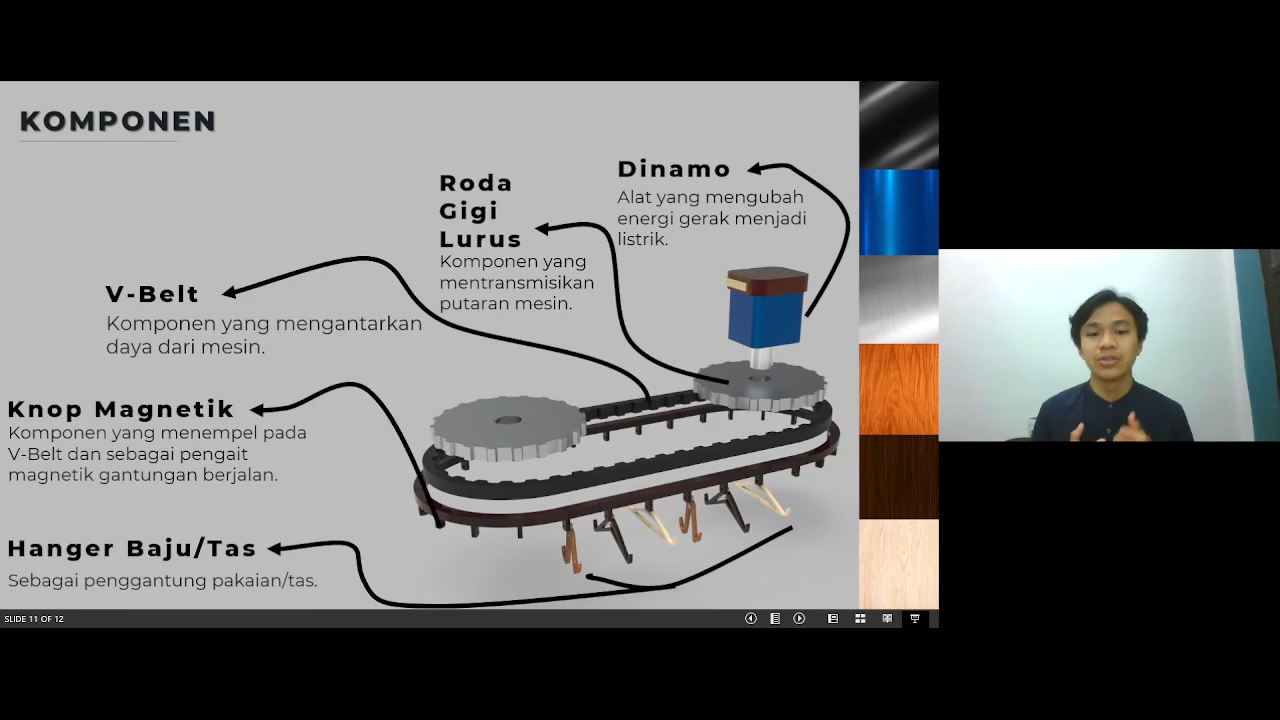 KOMPONEN
Dinamo
Alat yang mengubah
energi gerak menjadi
listrik.
Roda
Gigi
Lurus
Komponen yang
mentransmisikan
putaran mesin.
V-Belt
Komponen yang mengantarkan
daya dari mesin.
Knop Magnetik
Komponen yang menempel pada
V-Belt dan sebagai pengait
magnetik gantungan berjalan.
Hanger Baju/Tas
Sebagai penggantung pakaian/tas.
SLIDE 11 OF 12